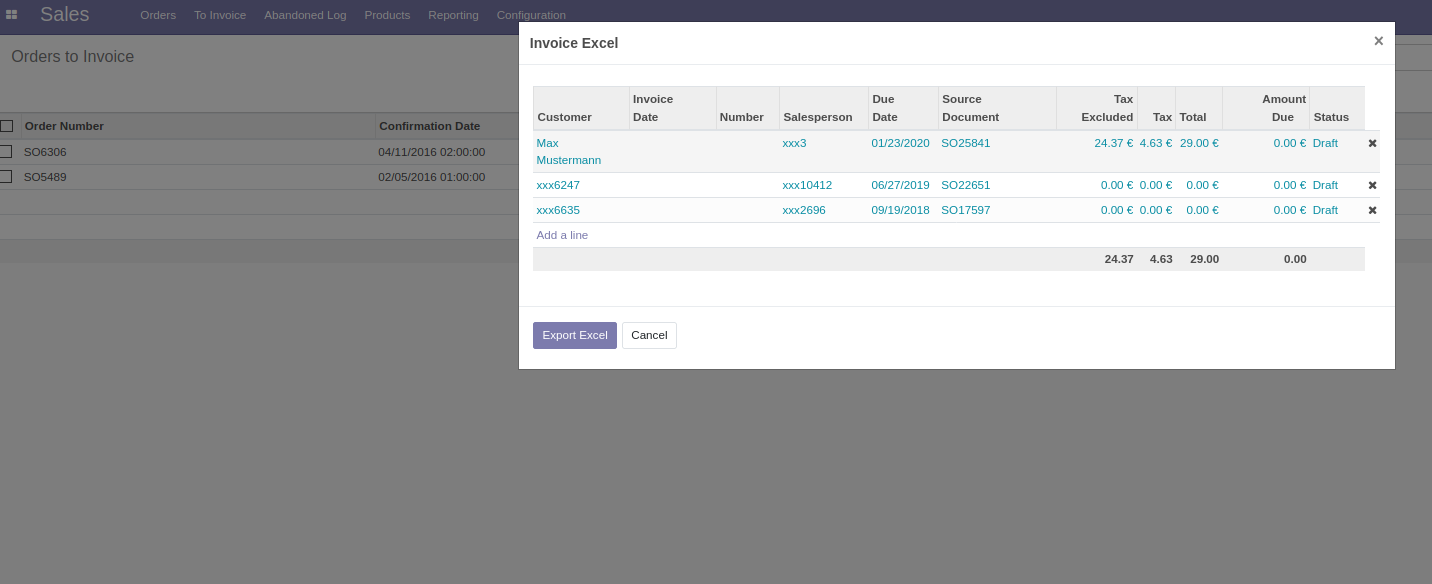 Sales Orders To Invoice Abandoned Log Products Reporting Configuration
Orders to Invoice
Order Number Confirmation Date
SO6306 04/11/2016 02:00:00
SO5489 02/05/2016 01:00:00
Invoice Excel ×
Customer Invoice Date Number Salesperson Due Date Source Document Tax Excluded Tax Total Amount Due Status
Max Mustermann xxx3 01/23/2020 SO25841 24.37 € 4.63 € 29.00 € 0.00 € Draft ✖
xxx6247 xxx10412 06/27/2019 SO22651 0.00 € 0.00 € 0.00 € 0.00 € Draft ✖
xxx6635 xxx2696 09/19/2018 SO17597 0.00 € 0.00 € 0.00 € 0.00 € Draft ✖
Add a line
24.37 4.63 29.00 0.00
Export Excel Cancel